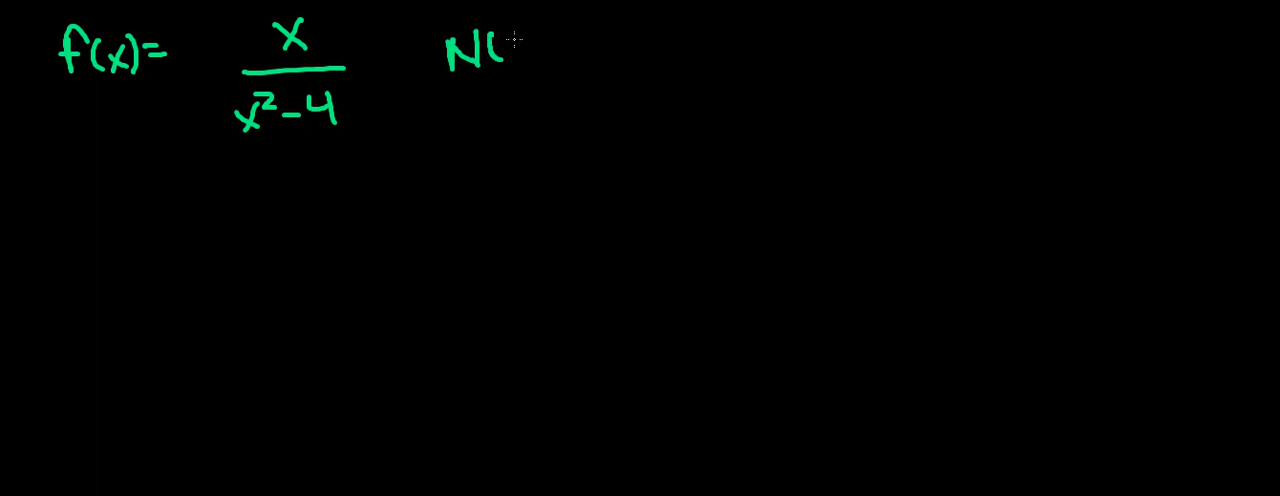 f(x)= x/(x²-4) N(